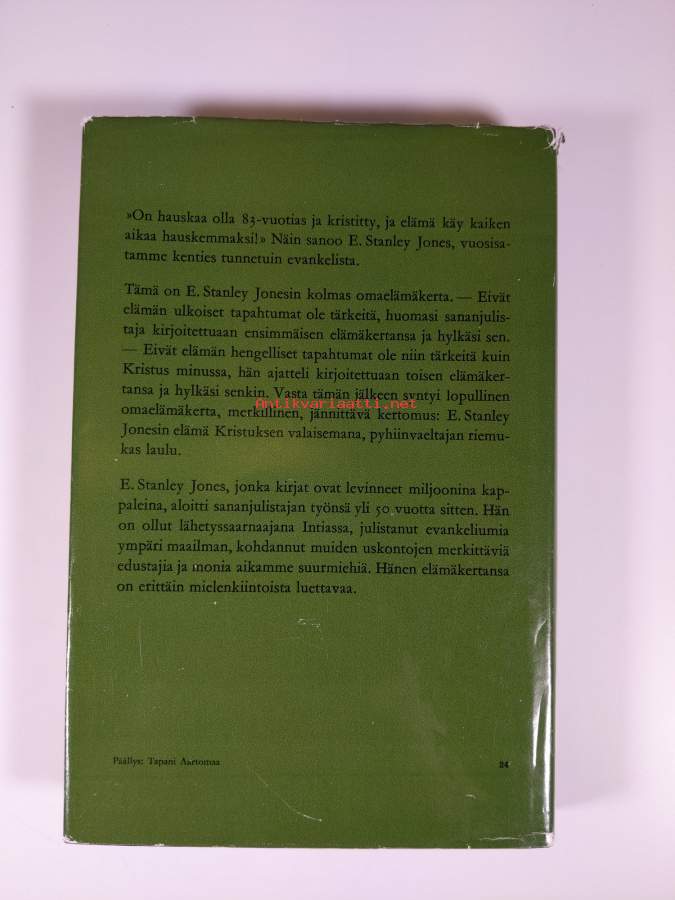 »On hauskaa olla 83-vuotias ja kristitty, ja elämä käy kaiken
aikaa hauskemmaksi!» Näin sanoo E. Stanley Jones, vuosisa-
tamme kenties tunnetuin evankelista.
Tämä on E. Stanley Jonesin kolmas omaelämäkerta. — Eivät
elämän ulkoiset tapahtumat ole tärkeitä, huomasi sananjulis-
taja kirjoitettuaan ensimmäisen elämäkertansa ja hylkäsi sen.
— Eivät elämän hengelliset tapahtumat ole niin tärkeitä kuin
Kristus minussa, hän ajatteli kirjoitettuaan toisen elämäker-
tansa ja hylkäsi senkin. Vasta tämän jälkeen syntyi lopullinen
Antikvariaatti.net
omaelämäkerta, merkillinen, jännittävä kertomus: E. Stanley
Jonesin elämä Kristuksen valaisemana, pyhiinvaeltajan riemu-
kas laulu.
E. Stanley Jones, jonka kirjat ovat levinneet miljoonina kap-
paleina, aloitti sananjulistajan työnsä yli 50 vuotta sitten. Hän
on ollut lähetyssaarnaajana Intiassa, julistanut evankeliumia
ympäri maailman, kohdannut muiden uskontojen merkittäviä
edustajia ja monia aikamme suurmiehiä. Hänen elämäkertansa
on erittäin mielenkiintoista luettavaa.
Päällys: Tapani Aartomaa
24